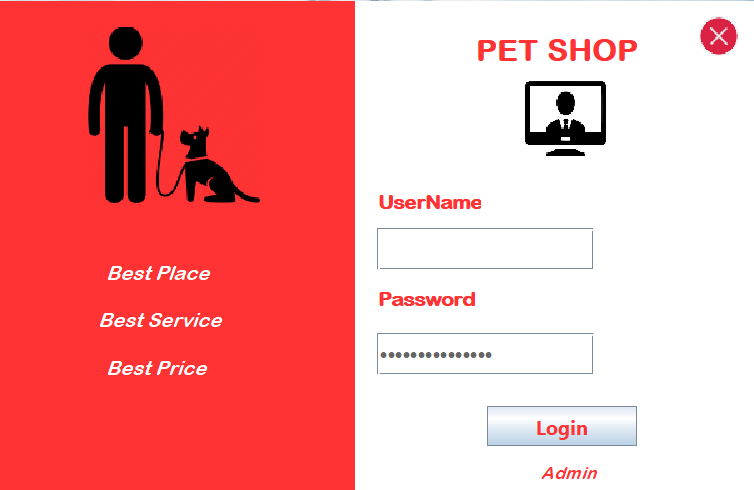 Best Place
Best Service
Best Price
PET SHOP
UserName
Password
•••••••••••••••
Login
Admin